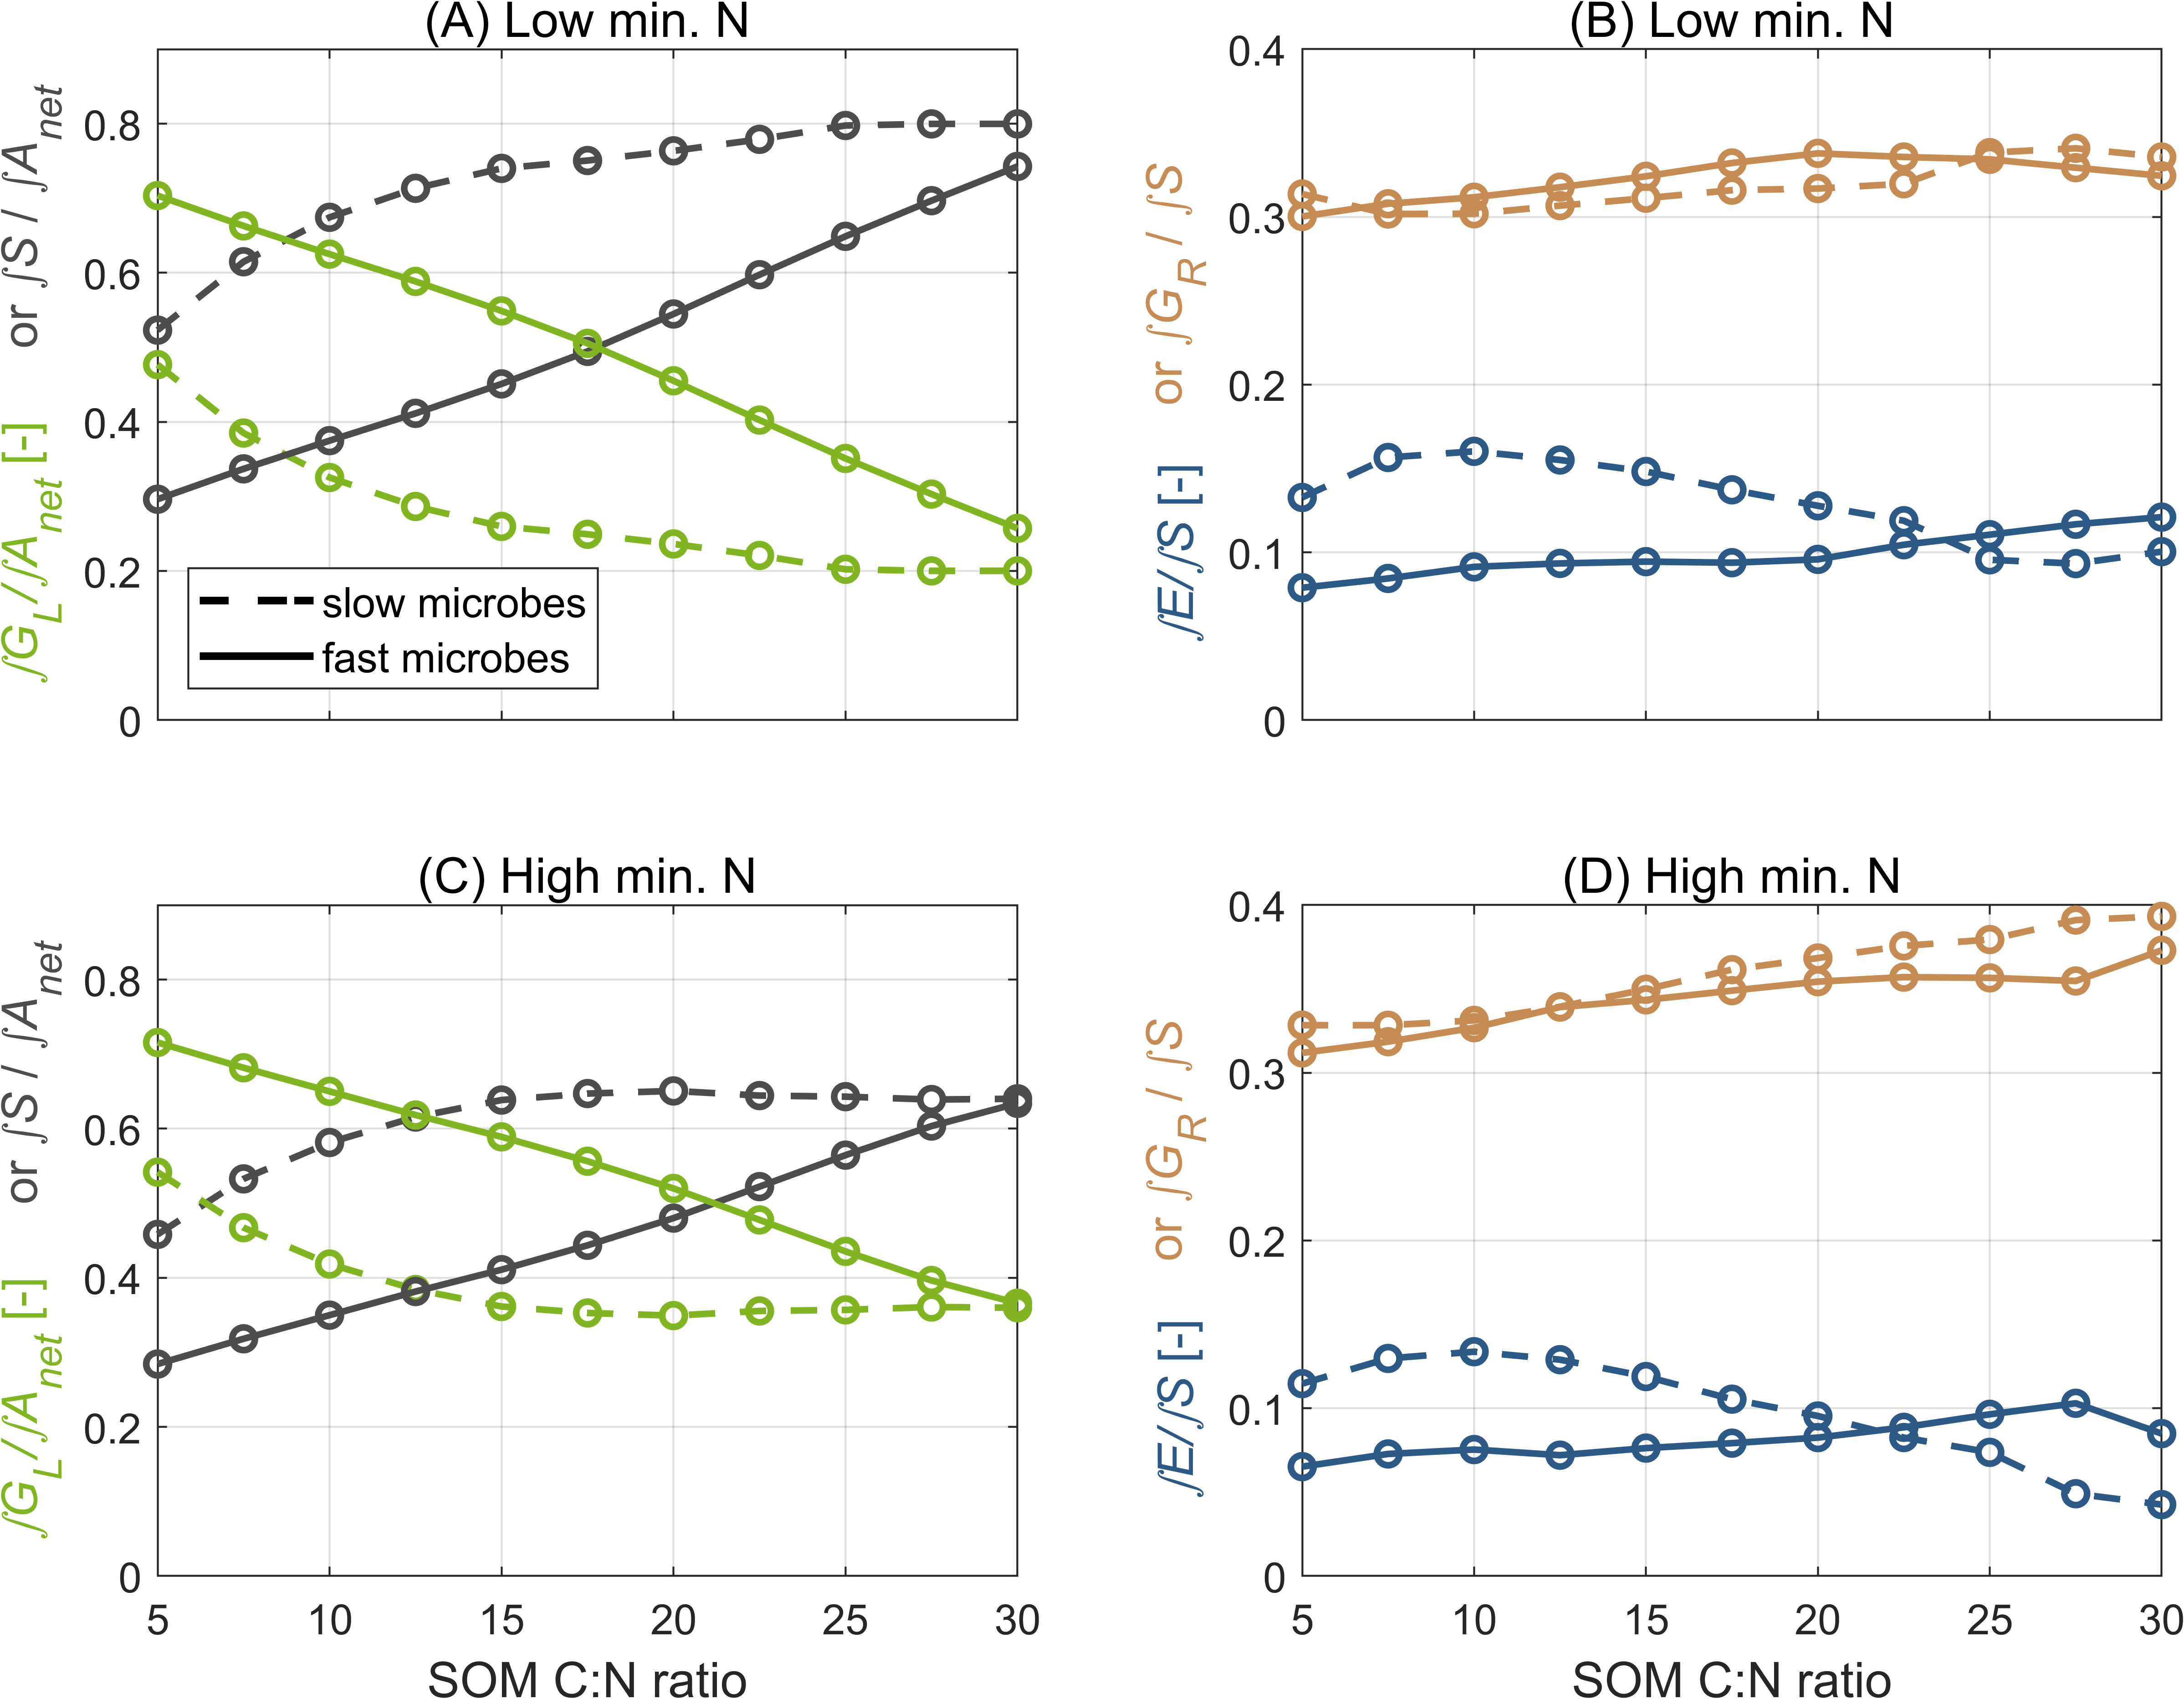 (A) Low min. N
∫G_L/∫A_net [-] or ∫S / ∫A_net
0.8
0.6
0.4
0.2
0
slow microbes
fast microbes
(B) Low min. N
∫E/∫S [-] or ∫G_R / ∫S
0.4
0.3
0.2
0.1
0
(C) High min. N
∫G_L/∫A_net [-] or ∫S / ∫A_net
0.8
0.6
0.4
0.2
0
5 10 15 20 25 30
SOM C:N ratio
(D) High min. N
∫E/∫S [-] or ∫G_R / ∫S
0.4
0.3
0.2
0.1
0
5 10 15 20 25 30
SOM C:N ratio